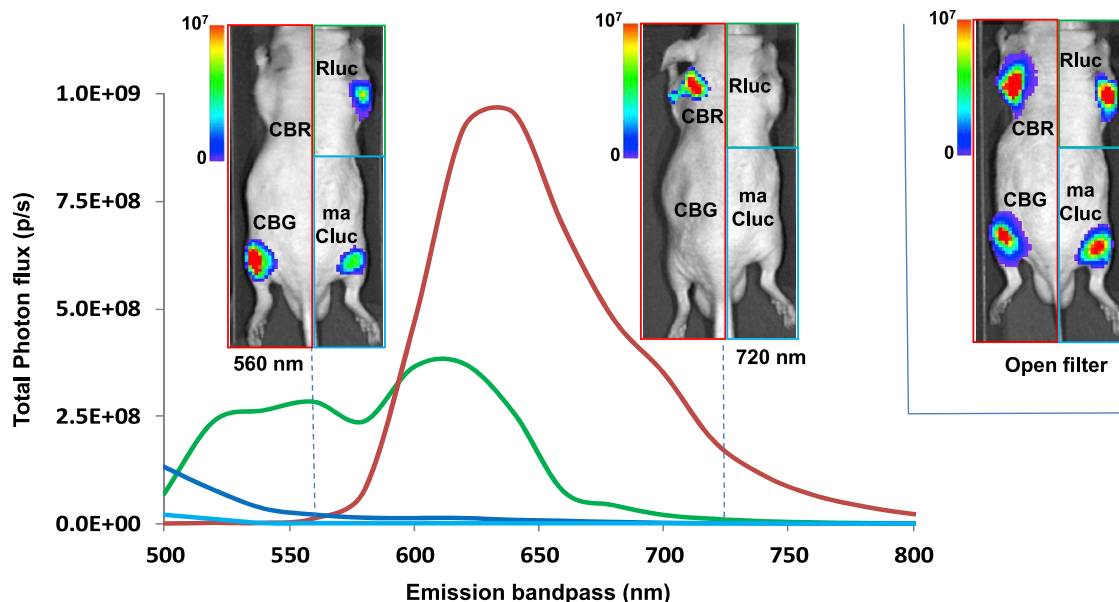 10⁷
0
Rluc
CBR
CBG
ma
Cluc
560 nm
10⁷
0
Rluc
CBR
CBG
ma
Cluc
720 nm
10⁷
0
Rluc
CBR
CBG
ma
Cluc
Open filter
Total Photon flux (p/s)
1.0E+09
7.5E+08
5.0E+08
2.5E+08
0.0E+00
500 550 600 650 700 750 800
Emission bandpass (nm)